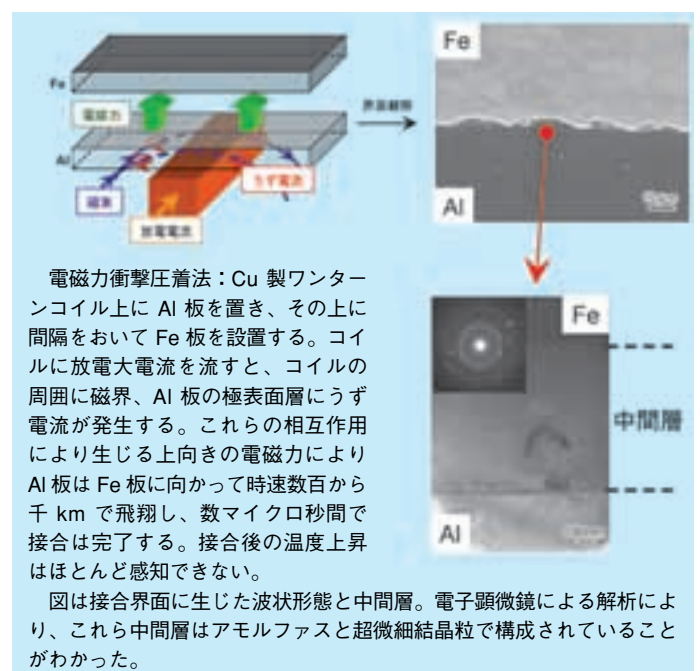 Fe
電磁力
Al
磁界
うず電流
放電電流
Fe
Al
Fe
中間層
Al
電磁力衝撃圧着法：Cu 製ワンター
ンコイル上に Al 板を置き、その上に
間隔をおいて Fe 板を設置する。コイ
ルに放電大電流を流すと、コイルの
周囲に磁界、Al 板の極表面層にうず
電流が発生する。これらの相互作用
により生じる上向きの電磁力により
Al 板は Fe 板に向かって時速数百から
千 km で飛翔し、数マイクロ秒間で
接合は完了する。接合後の温度上昇
はほとんど感知できない。
図は接合界面に生じた波状形態と中間層。電子顕微鏡による解析によ
り、これら中間層はアモルファスと超微細結晶粒で構成されていること
がわかった。